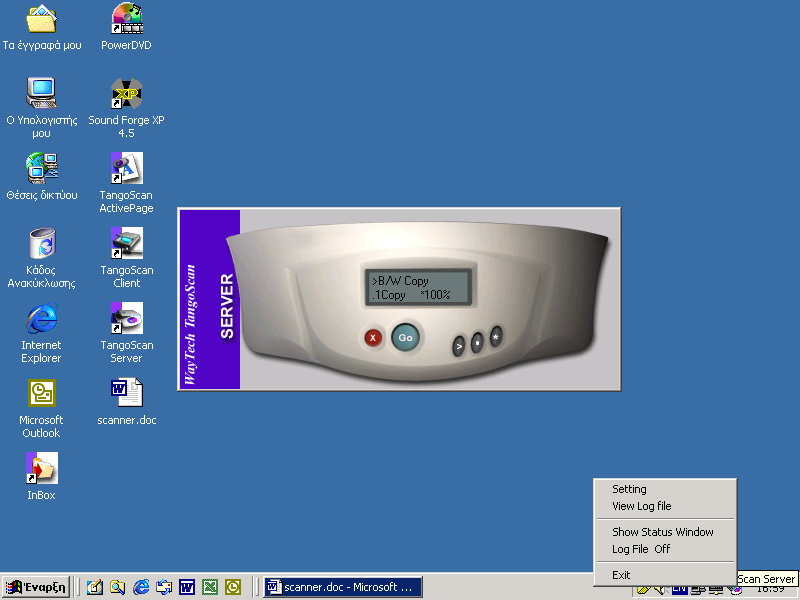 Τα έγγραφά μου
PowerDVD
Ο Υπολογιστής
μου
Sound Forge XP
4.5
Θέσεις δικτύου
TangoScan
ActivePage
Κάδος
Ανακύκλωσης
TangoScan
Client
Internet
Explorer
TangoScan
Server
Microsoft
Outlook
scanner.doc
InBox
WayTech TangoScan
SERVER
>B/W Copy
.1Copy *100%
X
Go
>
*
Setting
View Log file
Show Status Window
Log File Off
Exit
Scan Server
Έναρξη
scanner.doc - Microsoft ...
EN
16:59